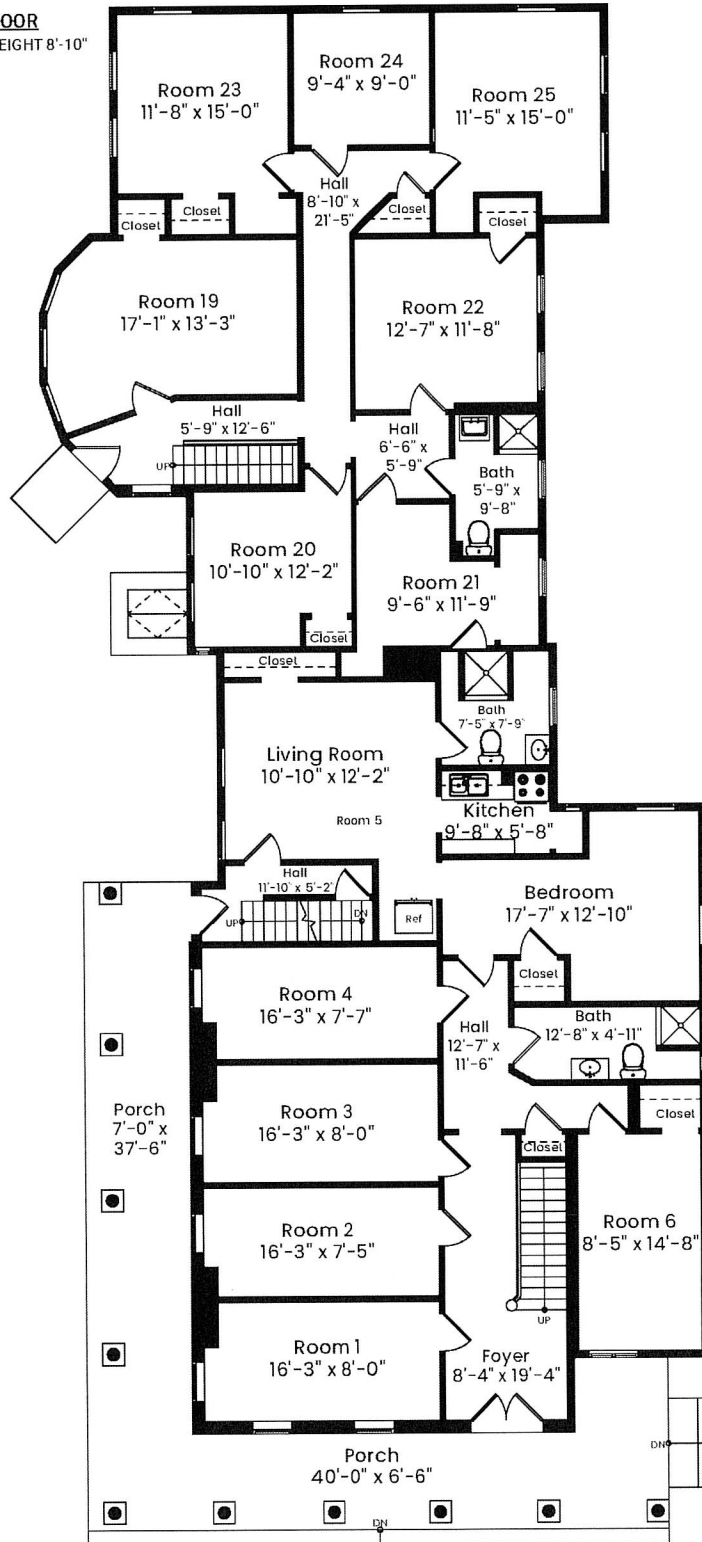 OOR
EIGHT 8'-10"
Room 23
11'-8" x 15'-0"
Room 24
9'-4" x 9'-0"
Room 25
11'-5" x 15'-0"
Hall
8'-10" x
21'-5"
Closet
Closet
Closet
Closet
Room 19
17'-1" x 13'-3"
Room 22
12'-7" x 11'-8"
Hall
5'-9" x 12'-6"
UP
Hall
6'-6" x
5'-9"
Bath
5'-9" x
9'-8"
Room 20
10'-10" x 12'-2"
Closet
Room 21
9'-6" x 11'-9"
Closet
Bath
7'-5" x 7'-9"
Living Room
10'-10" x 12'-2"
Room 5
Kitchen
9'-8" x 5'-8"
Hall
11'-10" x 5'-2"
UP
DN
Ref
Bedroom
17'-7" x 12'-10"
Closet
Room 4
16'-3" x 7'-7"
Hall
12'-7" x
11'-6"
Bath
12'-8" x 4'-11"
Porch
7'-0" x
37'-6"
Room 3
16'-3" x 8'-0"
Closet
Closet
Room 2
16'-3" x 7'-5"
Room 6
8'-5" x 14'-8"
UP
Room 1
16'-3" x 8'-0"
Foyer
8'-4" x 19'-4"
Porch
40'-0" x 6'-6"
DN
DN